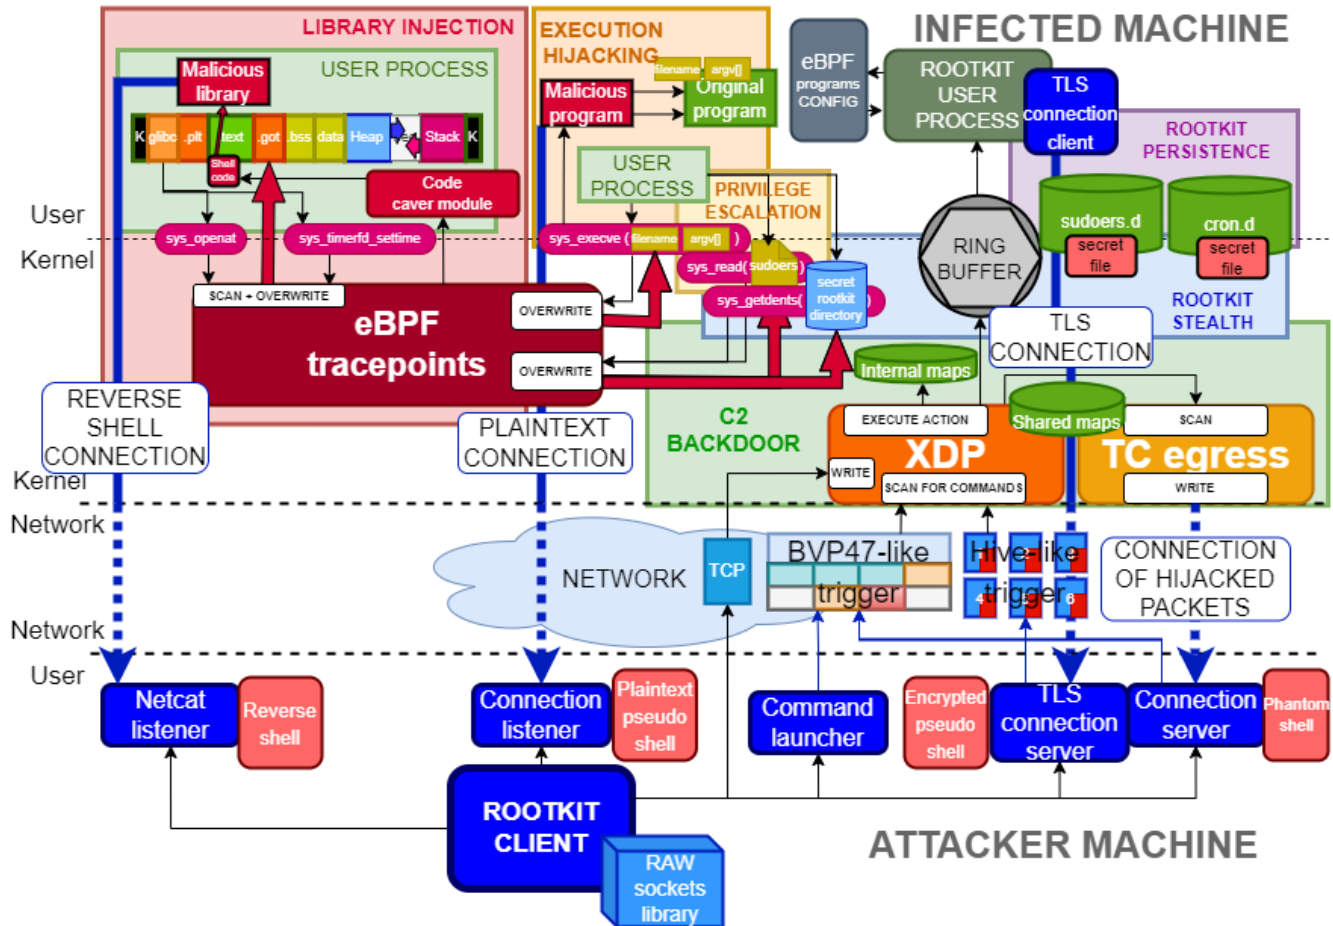 LIBRARY INJECTION
EXECUTION
HIJACKING
INFECTED MACHINE
USER PROCESS
Malicious
library
K
glibc
.plt
text
.got
.bss
data
Heap
Stack
K
Shell
code
Code
caver module
filename
argv[]
Malicious
program
Original
program
eBPF
programs
CONFIG
ROOTKIT
USER
PROCESS
TLS
connection
client
ROOTKIT
PERSISTENCE
USER
PROCESS
PRIVILEGE
ESCALATION
User
Kernel
sys_openat
sys_timerfd_settime
sys_execve (
filename
argv[]
)
sys_read(
sudoers
)
sys_getdents(
secret
rootkit
directory
)
RING
BUFFER
sudoers.d
secret
file
cron.d
secret
file
ROOTKIT
STEALTH
SCAN + OVERWRITE
eBPF
tracepoints
OVERWRITE
OVERWRITE
TLS
CONNECTION
REVERSE
SHELL
CONNECTION
PLAINTEXT
CONNECTION
C2
BACKDOOR
Internal maps
Shared maps
EXECUTE ACTION
XDP
WRITE
SCAN FOR COMMANDS
SCAN
TC egress
WRITE
Kernel
Network
NETWORK
TCP
BVP47-like
trigger
Hive-like
trigger
4
6
CONNECTION
OF HIJACKED
PACKETS
Network
User
Netcat
listener
Reverse
shell
Connection
listener
Plaintext
pseudo
shell
Command
launcher
Encrypted
pseudo
shell
TLS
connection
server
Connection
server
Phantom
shell
ROOTKIT
CLIENT
RAW
sockets
library
ATTACKER MACHINE